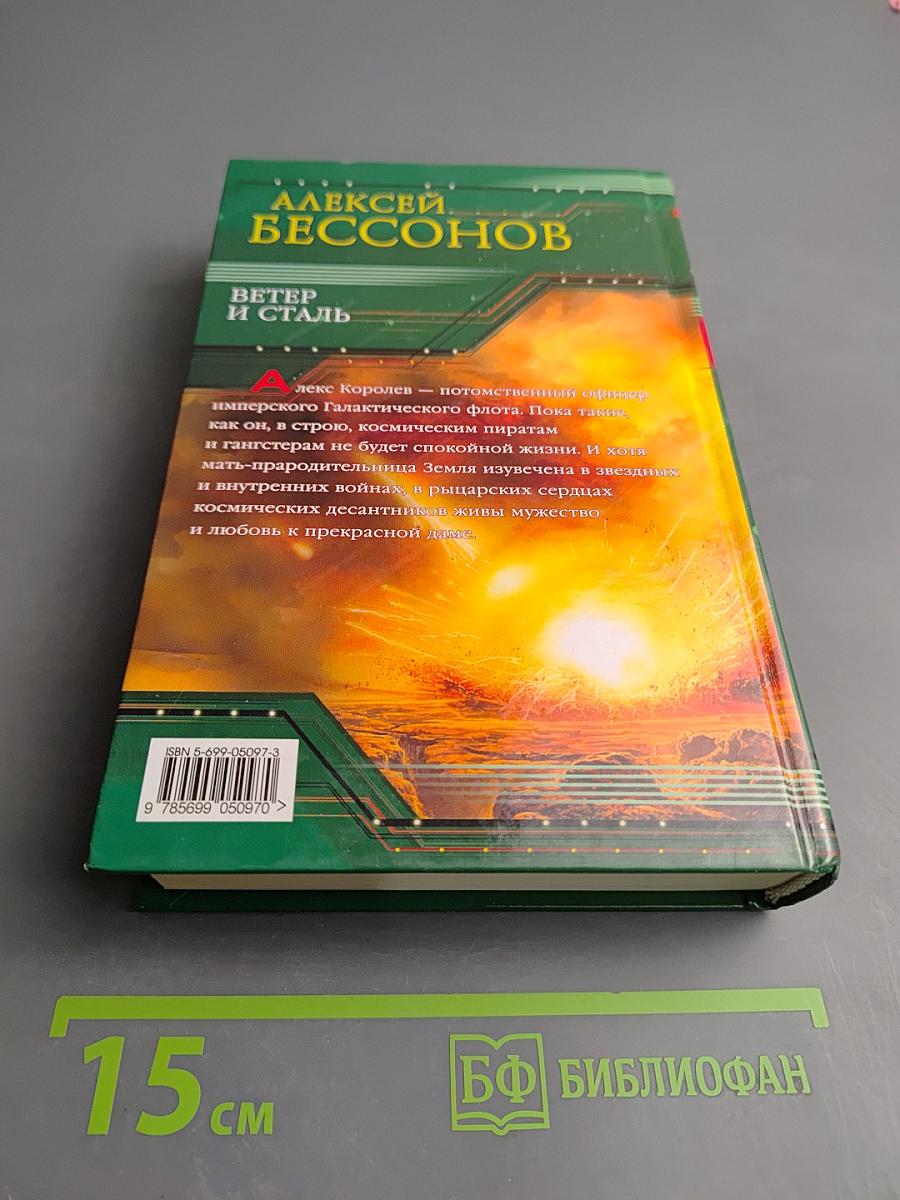 АЛЕКСЕЙ
БЕССОНОВ
ВЕТЕР
И СТАЛЬ
Алекс Королев — потомственный офицер
имперского Галактического флота. Пока такие,
как он, в строю, космическим пиратам
и гангстерам не будет спокойной жизни. И хотя
мать-прародительница Земля изувечена в звездных
и внутренних войнах, в рыцарских сердцах
космических десантников живы мужество
и любовь к прекрасной даме.
ISBN 5-699-05097-3
9 785699 050970 >
15 см
БФ БИБЛИОФАН